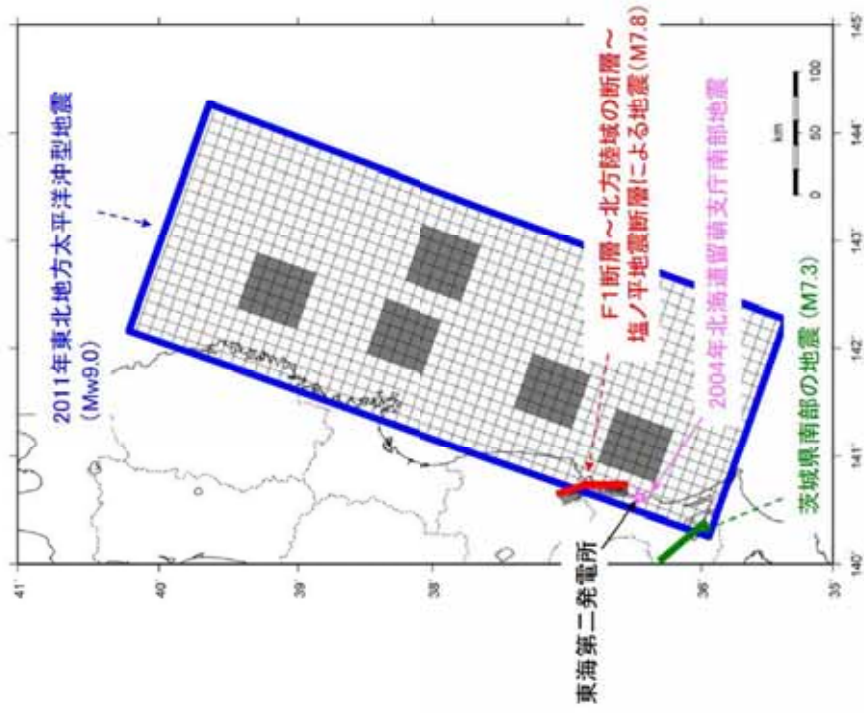 2011年東北地方太平洋沖型地震
(Mw9.0)
F1断層～北方陸域の断層～
塩ノ平地震断層による地震(M7.8)
2004年北海道留萌支庁南部地震
茨城県南部の地震(M7.3)
東海第二発電所
41˚
40
39
38
36
35˚
140˚
141˚
142˚
143˚
144˚
145˚
km
0
50
100